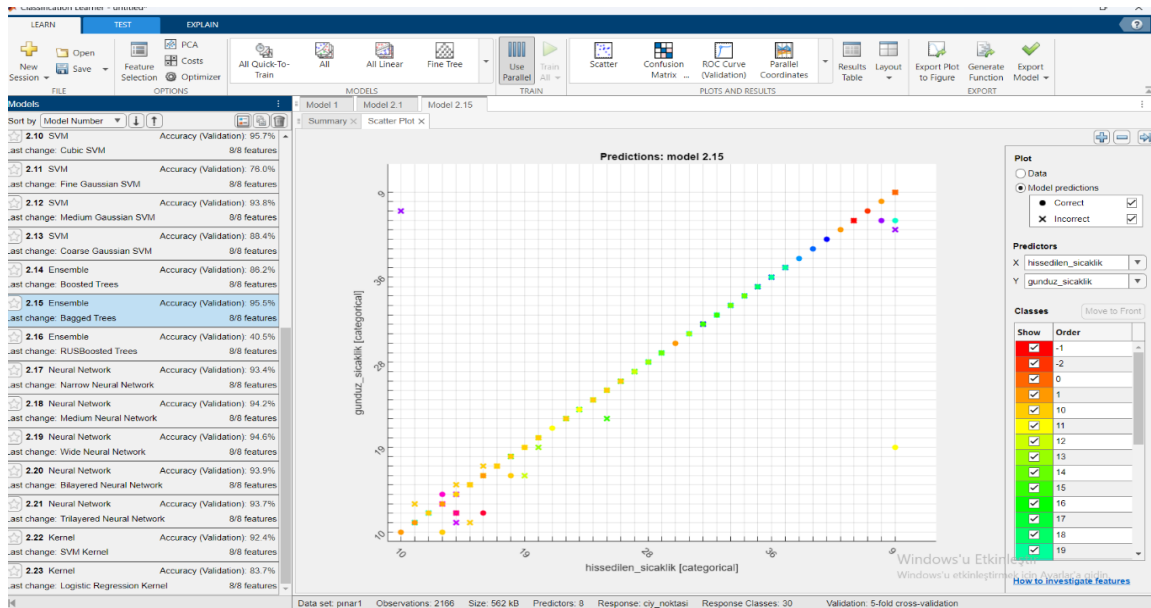 Classification Learner - untitled*
LEARN TEST EXPLAIN
New Session
Open
Save
Feature Selection
PCA
Costs
Optimizer
All Quick-To-Train
All
All Linear
Fine Tree
Use Parallel
Train All
Scatter
Confusion Matrix ...
ROC Curve (Validation)
Parallel Coordinates
Results Table
Layout
Export Plot to Figure
Generate Function
Export Model
FILE OPTIONS MODELS TRAIN PLOTS AND RESULTS EXPORT
Models
Model 1 Model 2.1 Model 2.15
Sort by Model Number
Summary Scatter Plot
2.10 SVM Accuracy (Validation): 95.7%
Last change: Cubic SVM 8/8 features
2.11 SVM Accuracy (Validation): 76.0%
Last change: Fine Gaussian SVM 8/8 features
2.12 SVM Accuracy (Validation): 93.8%
Last change: Medium Gaussian SVM 8/8 features
2.13 SVM Accuracy (Validation): 88.4%
Last change: Coarse Gaussian SVM 8/8 features
2.14 Ensemble Accuracy (Validation): 86.2%
Last change: Boosted Trees 8/8 features
2.15 Ensemble Accuracy (Validation): 95.5%
Last change: Bagged Trees 8/8 features
2.16 Ensemble Accuracy (Validation): 40.5%
Last change: RUSBoosted Trees 8/8 features
2.17 Neural Network Accuracy (Validation): 93.4%
Last change: Narrow Neural Network 8/8 features
2.18 Neural Network Accuracy (Validation): 94.2%
Last change: Medium Neural Network 8/8 features
2.19 Neural Network Accuracy (Validation): 94.6%
Last change: Wide Neural Network 8/8 features
2.20 Neural Network Accuracy (Validation): 93.9%
Last change: Bilayered Neural Network 8/8 features
2.21 Neural Network Accuracy (Validation): 93.7%
Last change: Trilayered Neural Network 8/8 features
2.22 Kernel Accuracy (Validation): 92.4%
Last change: SVM Kernel 8/8 features
2.23 Kernel Accuracy (Validation): 83.7%
Last change: Logistic Regression Kernel 8/8 features
Predictions: model 2.15
gunduz_sicaklik [categorical]
9
36
28
19
10
10 19 28 36 9
hissedilen_sicaklik [categorical]
Plot
Data
Model predictions
Correct
Incorrect
Predictors
X hissedilen_sicaklik
Y gunduz_sicaklik
Classes Move to Front
Show Order
-1
-2
0
1
10
11
12
13
14
15
16
17
18
19
Windows'u Etkinleştir
Windows'u etkinleştirmek için Ayarlar'a gidin.
How to investigate features
Data set: pınar1 Observations: 2166 Size: 562 kB Predictors: 8 Response: ciy_noktasi Response Classes: 30 Validation: 5-fold cross-validation